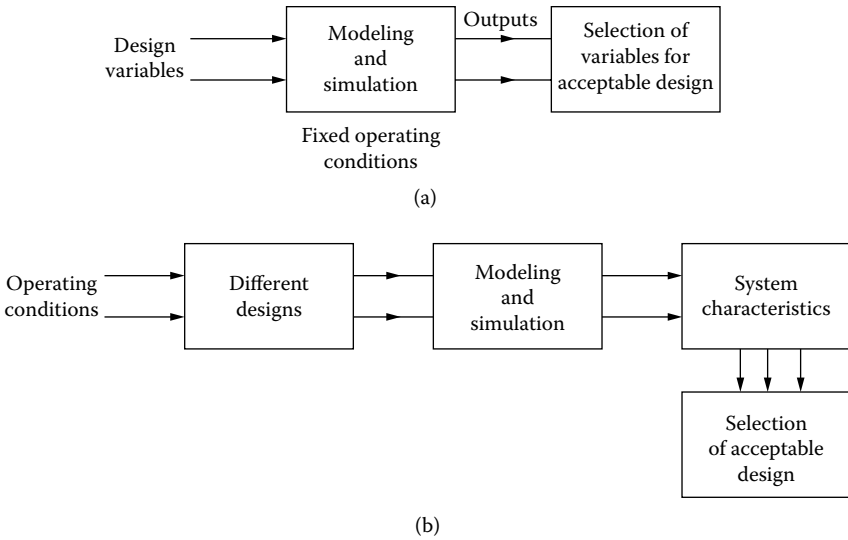 Design
variables
Modeling
and
simulation
Outputs
Selection of
variables for
acceptable design
Fixed operating
conditions
(a)
Operating
conditions
Different
designs
Modeling
and
simulation
System
characteristics
Selection
of acceptable
design
(b)